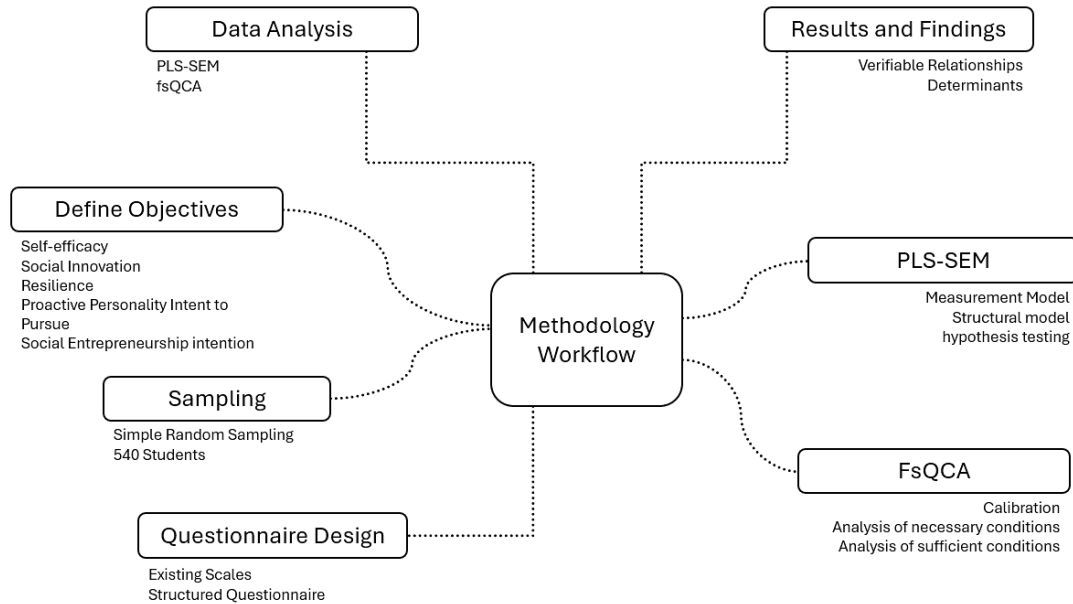 Data Analysis
PLS-SEM
fsQCA
Results and Findings
Verifiable Relationships
Determinants
Define Objectives
Self-efficacy
Social Innovation
Resilience
Proactive Personality Intent to
Pursue
Social Entrepreneurship intention
Methodology
Workflow
PLS-SEM
Measurement Model
Structural model
hypothesis testing
Sampling
Simple Random Sampling
540 Students
FsQCA
Calibration
Analysis of necessary conditions
Analysis of sufficient conditions
Questionnaire Design
Existing Scales
Structured Questionnaire